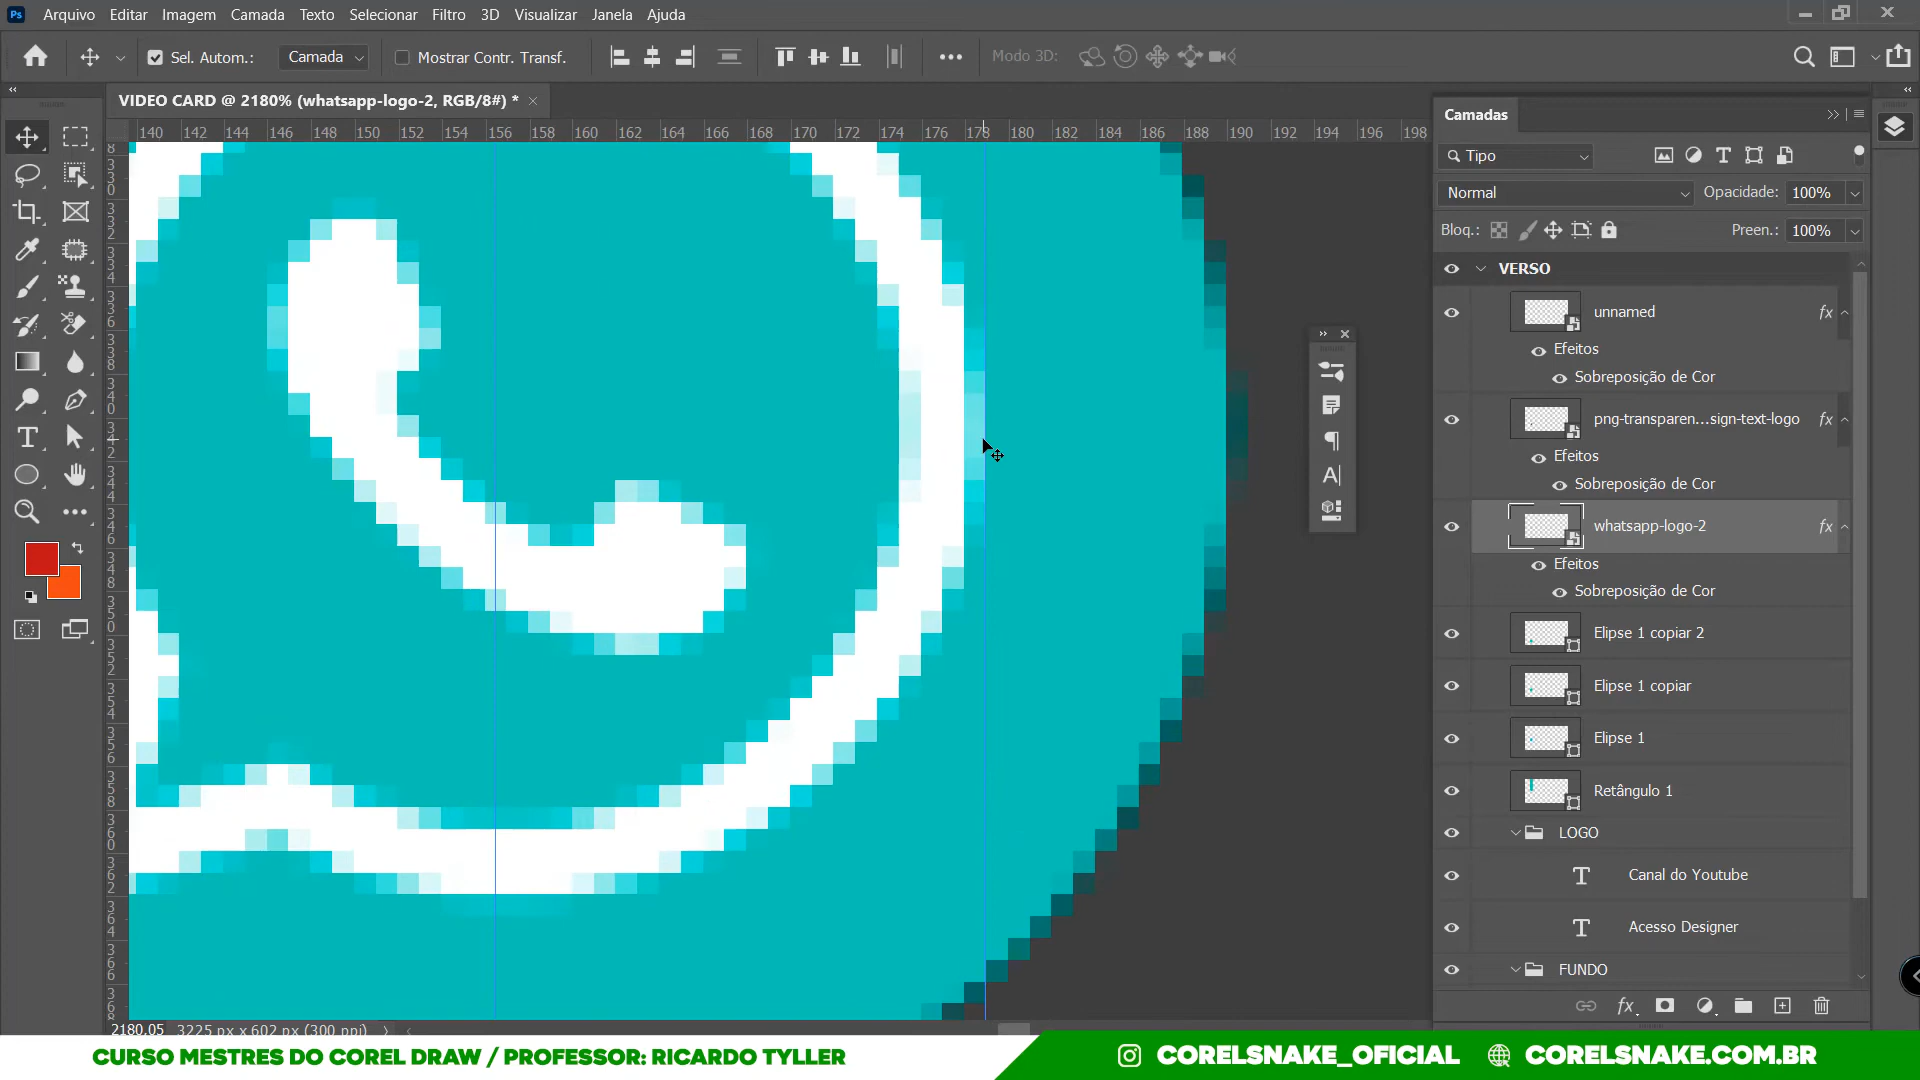 Ps Arquivo Editar Imagem Camada Texto Selecionar Filtro 3D Visualizar Janela Ajuda
Sel. Autom.: Camada Mostrar Contr. Transf. Modo 3D:
VIDEO CARD @ 2180% (whatsapp-logo-2, RGB/8#) *
140 142 144 146 148 150 152 154 156 158 160 162 164 166 168 170 172 174 176 178 180 182 184 186 188 190 192 194 196 198
Camadas
Tipo
Normal Opacidade: 100%
Bloq.: Preen.: 100%
VERSO
unnamed fx
Efeitos
Sobreposição de Cor
png-transparen...sign-text-logo fx
Efeitos
Sobreposição de Cor
whatsapp-logo-2 fx
Efeitos
Sobreposição de Cor
Elipse 1 copiar 2
Elipse 1 copiar
Elipse 1
Retângulo 1
LOGO
T Canal do Youtube
T Acesso Designer
FUNDO
2180,05 3225 px x 602 px (300 ppi)
CURSO MESTRES DO COREL DRAW / PROFESSOR: RICARDO TYLLER
CORELSNAKE_OFICIAL CORELSNAKE.COM.BR